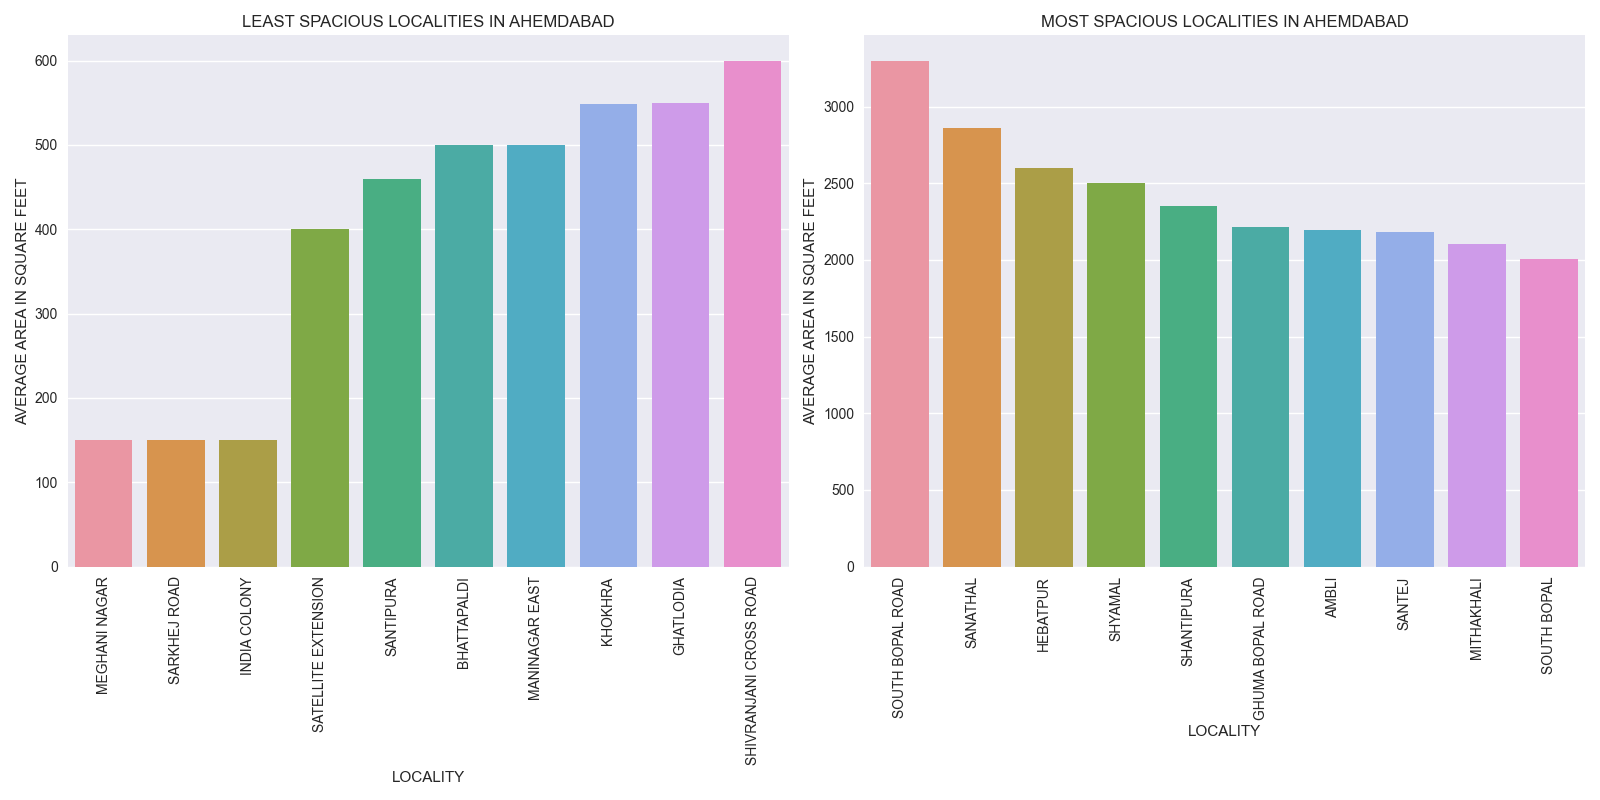 LEAST SPACIOUS LOCALITIES IN AHEMDABAD
AVERAGE AREA IN SQUARE FEET
600
500
400
300
200
100
0
MEGHANI NAGAR
SARKHEJ ROAD
INDIA COLONY
SATELLITE EXTENSION
SANTIPURA
BHATTAPALDI
MANINAGAR EAST
KHOKHRA
GHATLODIA
SHIVRANJANI CROSS ROAD
LOCALITY
MOST SPACIOUS LOCALITIES IN AHEMDABAD
AVERAGE AREA IN SQUARE FEET
3000
2500
2000
1500
1000
500
0
SOUTH BOPAL ROAD
SANATHAL
HEBATPUR
SHYAMAL
SHANTIPURA
GHUMA BOPAL ROAD
AMBLI
SANTEJ
MITHAKHALI
SOUTH BOPAL
LOCALITY